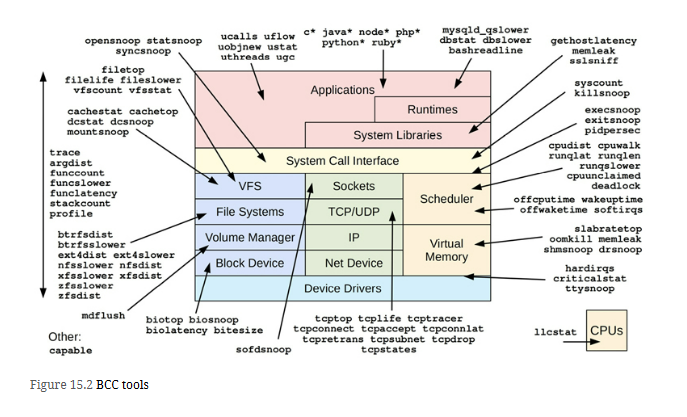 opensnoop statsnoop
syncsnoop
ucalls uflow
uobjnew ustat
uthreads ugc
c* java* node* php*
python* ruby*
mysqld_qslower
dbstat dbslower
bashreadline
gethostlatency
memleak
sslsniff
filetop
filelife fileslower
vfscount vfsstat
syscount
killsnoop
cachestat cachetop
dcstat dcsnoop
mountsnoop
execsnoop
exitsnoop
pidpersec
trace
argdist
funccount
funcslower
funclatency
stackcount
profile
cpudist cpuwalk
runqlat runqlen
runqslower
cpuunclaimed
deadlock
offcputime wakeuptime
offwaketime softirqs
btrfsdist
btrfsslower
ext4dist ext4slower
nfsslower nfsdist
xfsslower xfsdist
zfsslower
zfsdist
slabratetop
oomkill memleak
shmsnoop drsnoop
hardirqs
criticalstat
ttysnoop
Applications
Runtimes
System Libraries
System Call Interface
VFS
Sockets
Scheduler
File Systems
TCP/UDP
Volume Manager
IP
Virtual
Memory
Block Device
Net Device
Device Drivers
mdflush
biotop biosnoop
biolatency bitesize
sofdsnoop
tcptop tcplife tcptracer
tcpconnect tcpaccept tcpconnlat
tcpretrans tcpsubnet tcpdrop
tcpstates
Other:
capable
llcstat
CPUs
Figure 15.2 BCC tools